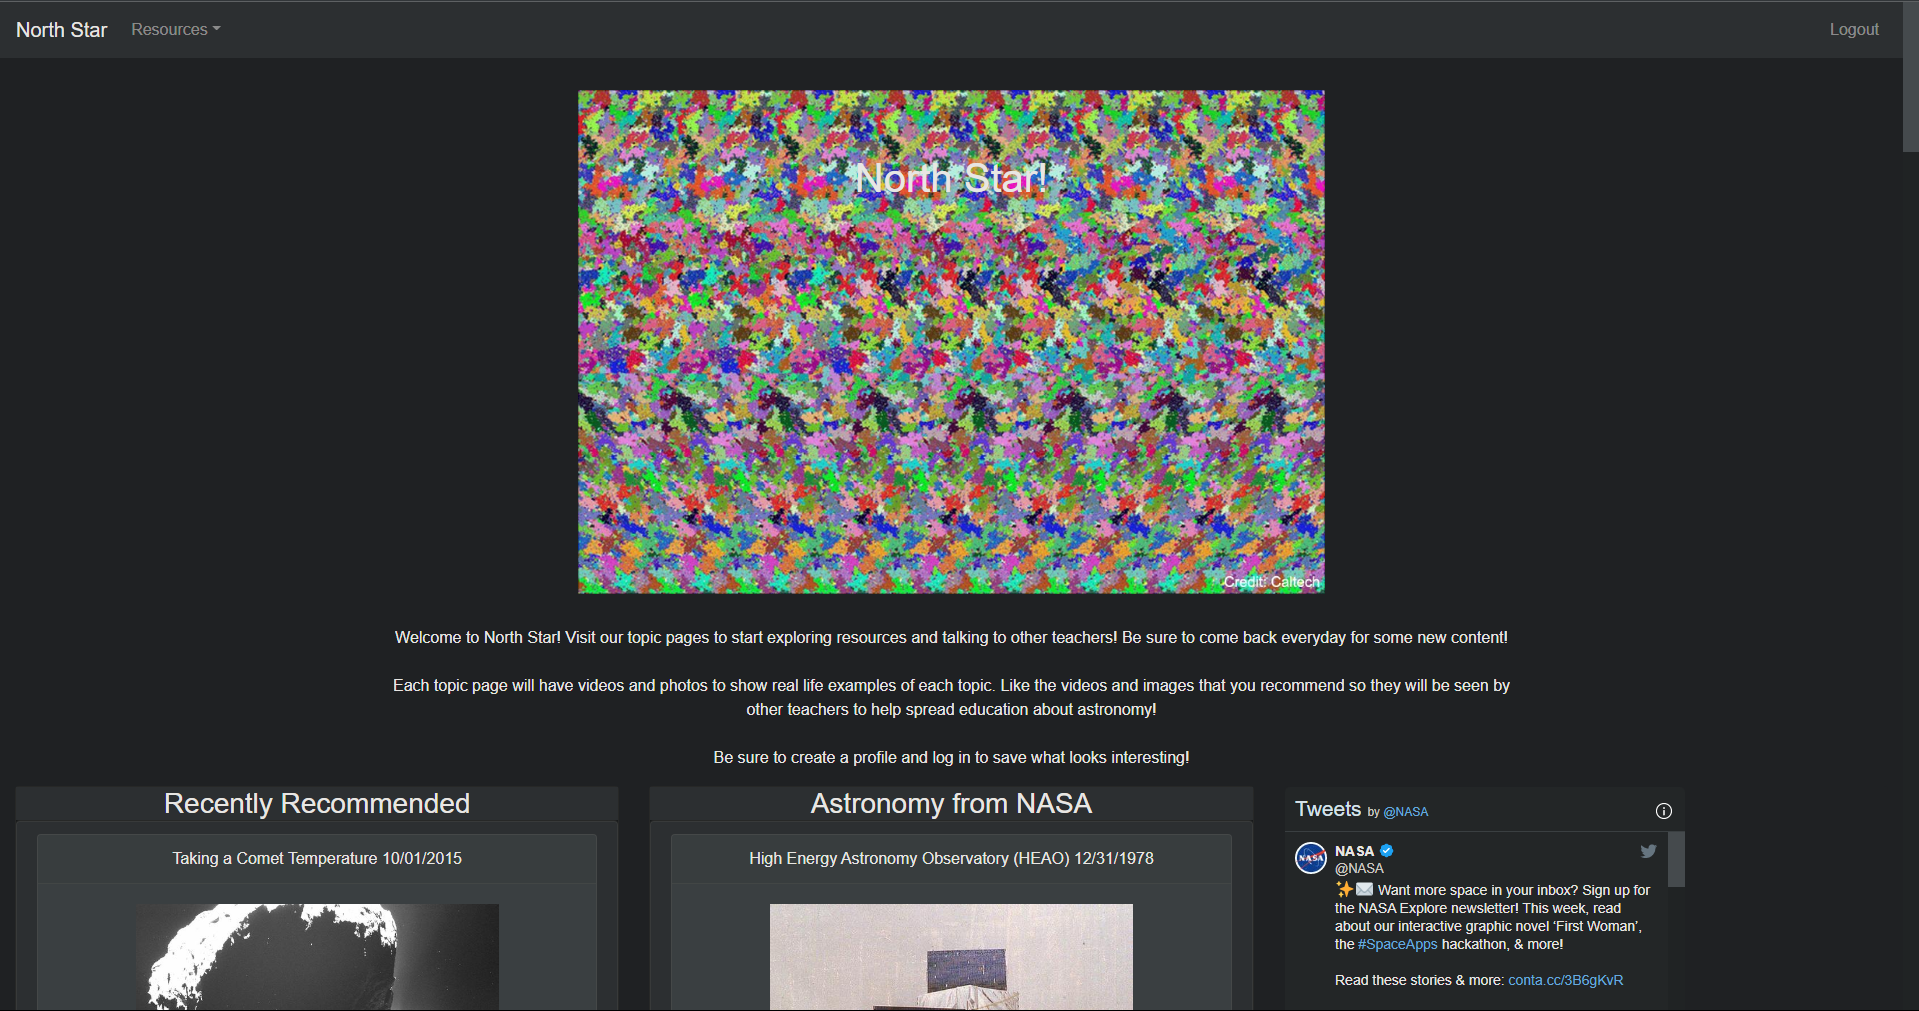 North Star
Resources
Logout
North Star!
Credit: Caltech
Welcome to North Star! Visit our topic pages to start exploring resources and talking to other teachers! Be sure to come back everyday for some new content!
Each topic page will have videos and photos to show real life examples of each topic. Like the videos and images that you recommend so they will be seen by
other teachers to help spread education about astronomy!
Be sure to create a profile and log in to save what looks interesting!
Recently Recommended
Taking a Comet Temperature 10/01/2015
Astronomy from NASA
High Energy Astronomy Observatory (HEAO) 12/31/1978
Tweets by @NASA
NASA
NASA
@NASA
✨✉️ Want more space in your inbox? Sign up for
the NASA Explore newsletter! This week, read
about our interactive graphic novel ‘First Woman’,
the #SpaceApps hackathon, & more!
Read these stories & more: conta.cc/3B6gKvR